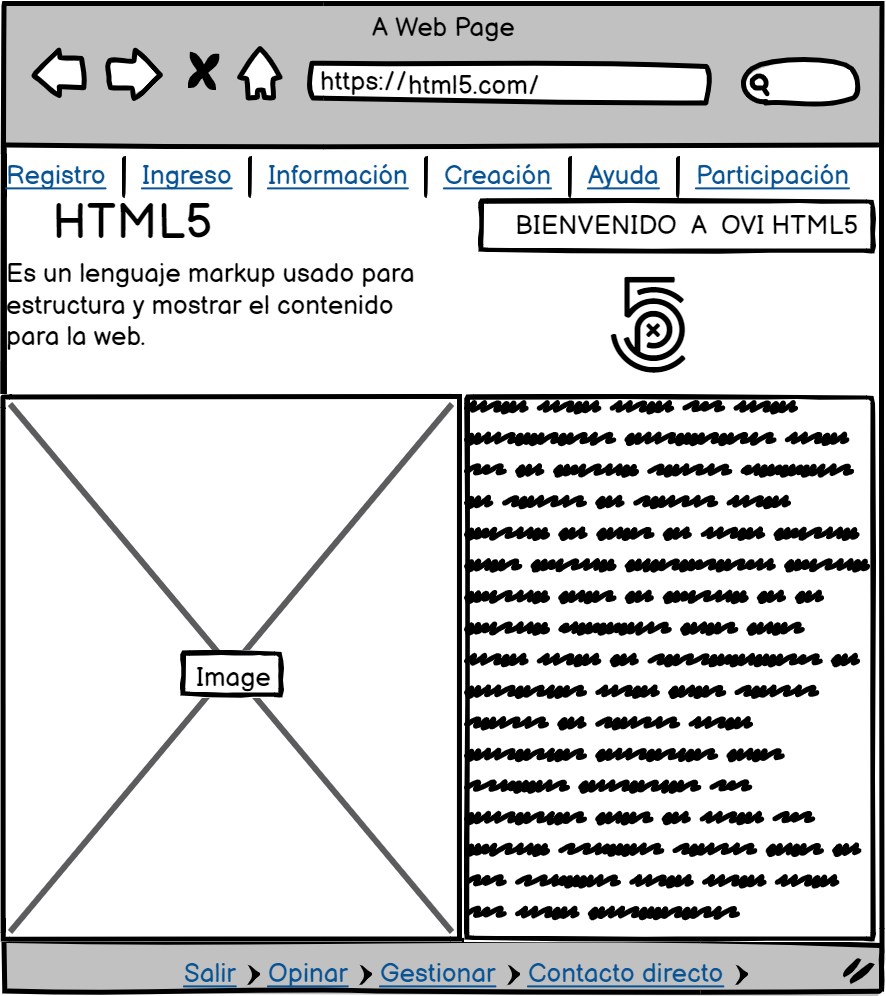 A Web Page
https://html5.com/
Registro | Ingreso | Información | Creación | Ayuda | Participación
HTML5
BIENVENIDO A OVI HTML5
Es un lenguaje markup usado para
estructura y mostrar el contenido
para la web.
5
Image
Salir Opinar Gestionar Contacto directo